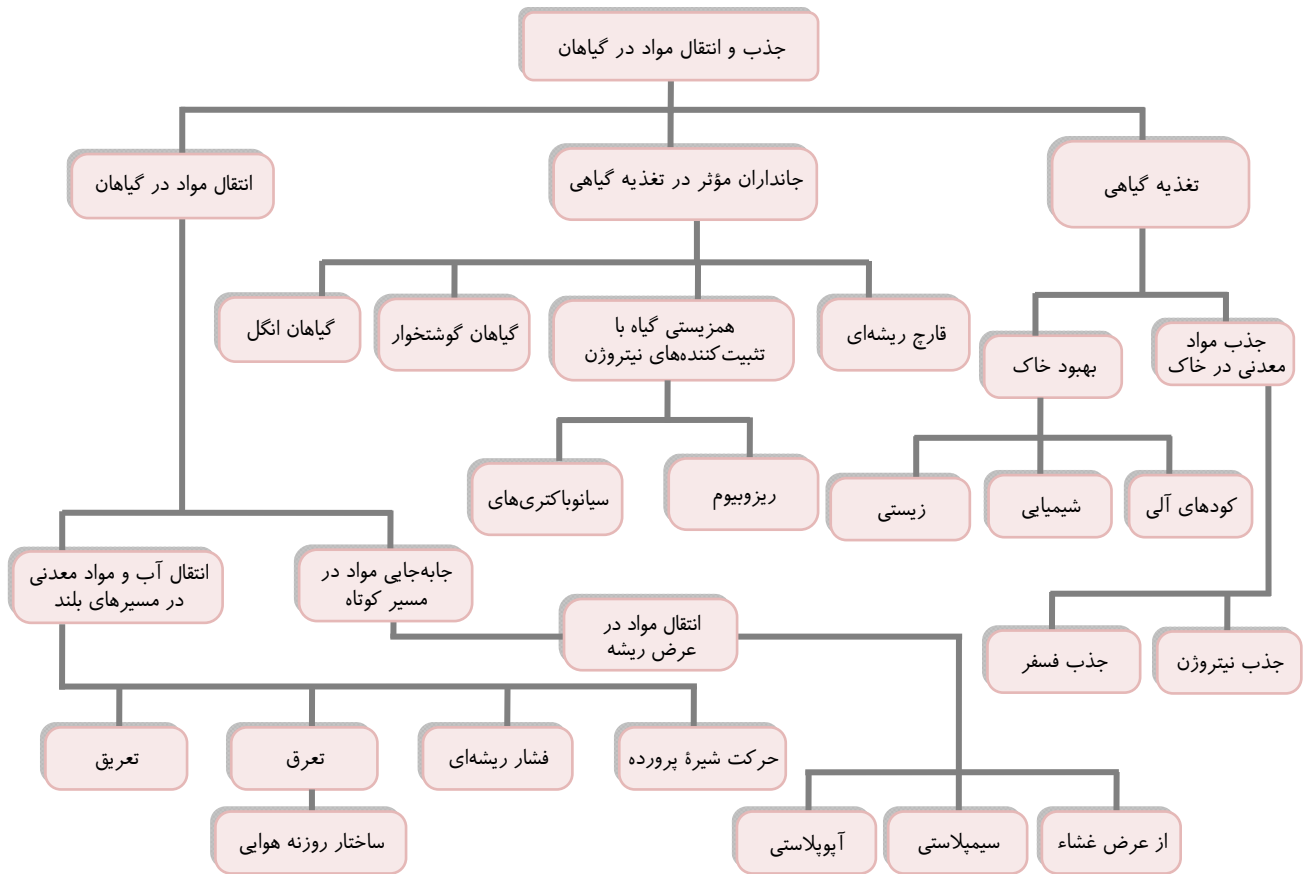 جذب و انتقال مواد در گیاهان
تغذیه گیاهی
جانداران مؤثر در تغذیه گیاهی
انتقال مواد در گیاهان
جذب مواد
معدنی در خاک
بهبود خاک
قارچ ریشه‌ای
همزیستی گیاه با
تثبیت‌کننده‌های نیتروژن
گیاهان گوشتخوار
گیاهان انگل
کودهای آلی
شیمیایی
زیستی
ریزوبیوم
سیانوباکتری‌های
جابه‌جایی مواد در
مسیر کوتاه
انتقال آب و مواد معدنی
در مسیرهای بلند
انتقال مواد در
عرض ریشه
جذب نیتروژن
جذب فسفر
حرکت شیرۀ پرورده
فشار ریشه‌ای
تعرق
تعریق
از عرض غشاء
سیمپلاستی
آپوپلاستی
ساختار روزنه هوایی